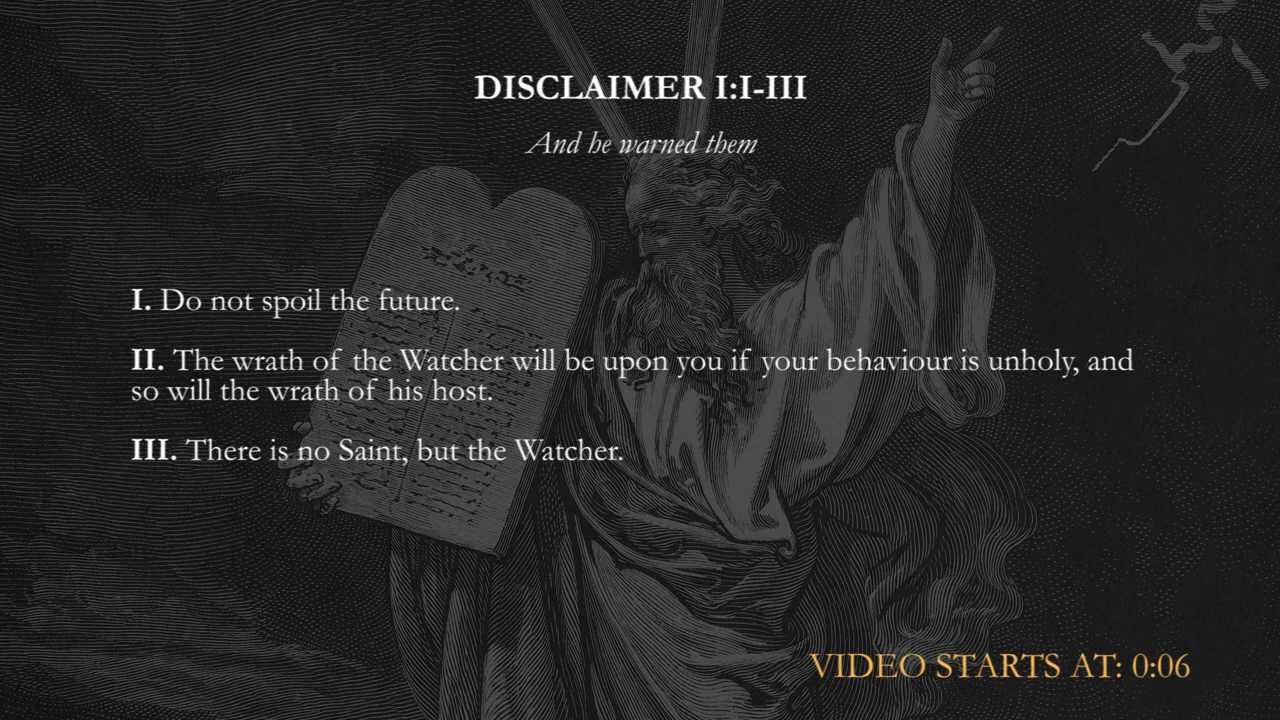 DISCLAIMER I:I-III
And he warned them
I. Do not spoil the future.
II. The wrath of the Watcher will be upon you if your behaviour is unholy, and
so will the wrath of his host.
III. There is no Saint, but the Watcher.
VIDEO STARTS AT: 0:06